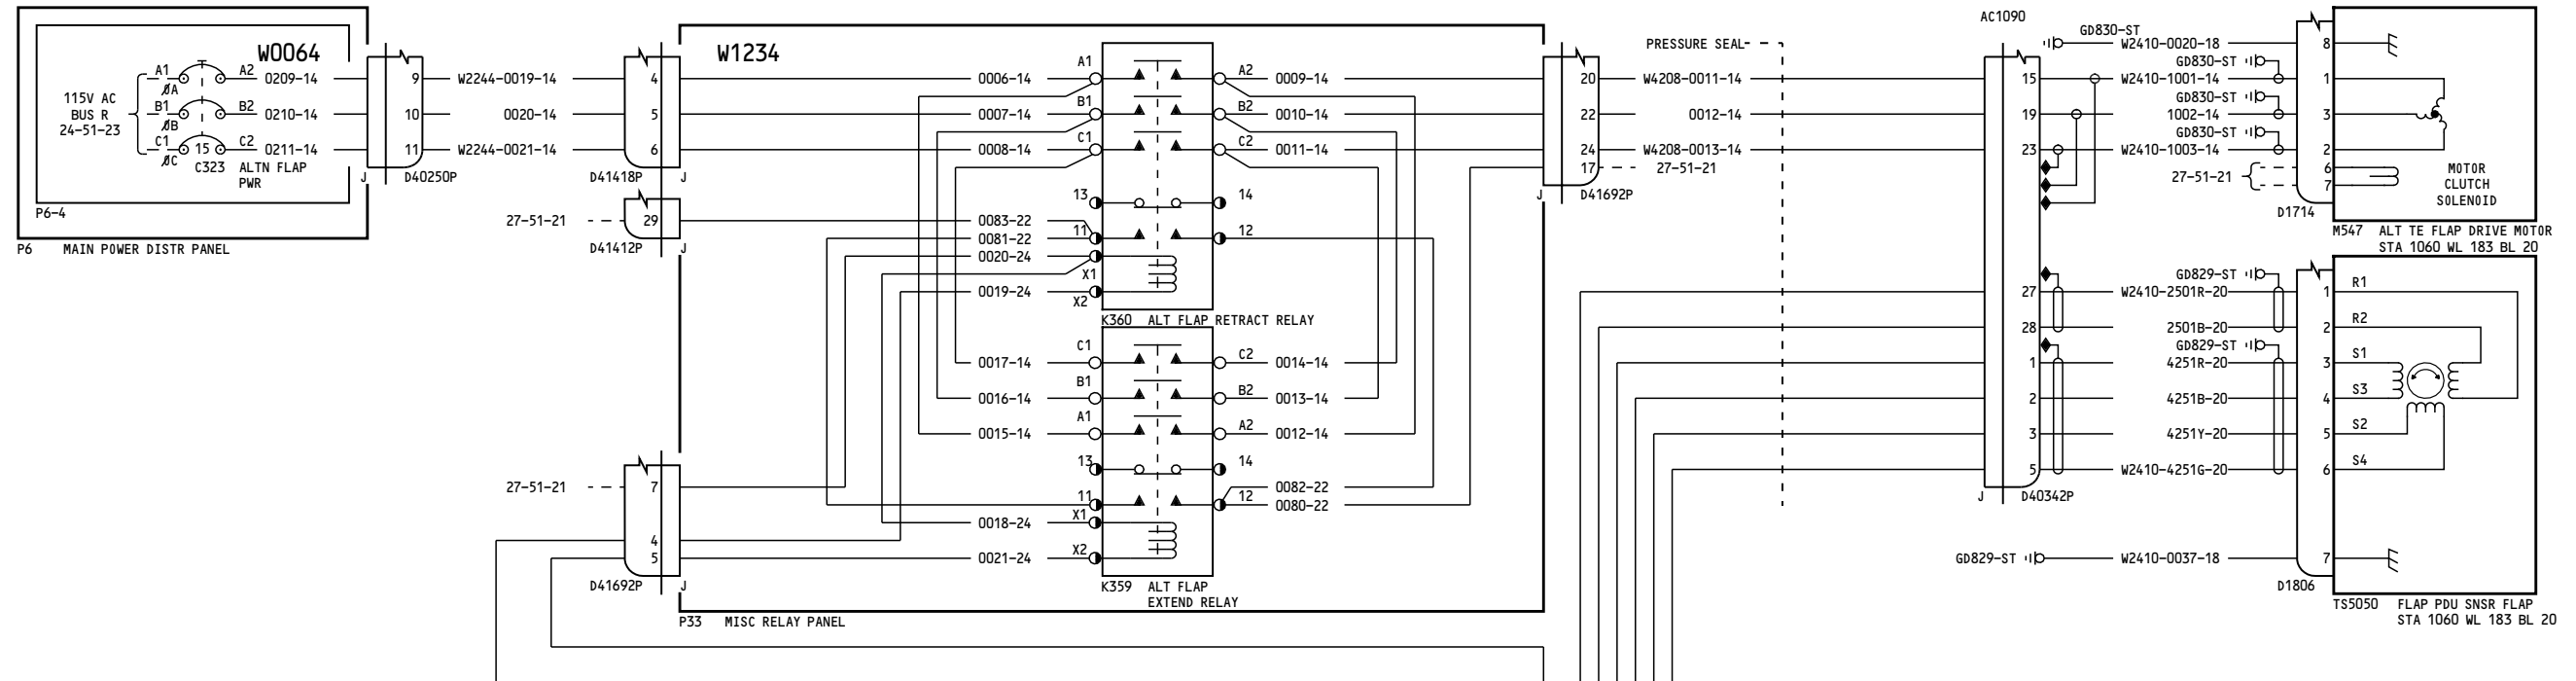 W0064
115V AC
BUS R
24-51-23
A1
ØA
A2
0209-14
B1
ØB
B2
0210-14
C1
ØC
15
C2
0211-14
C323
ALTN FLAP
PWR
P6-4
P6 MAIN POWER DISTR PANEL
9
10
11
J
D40250P
W2244-0019-14
0020-14
W2244-0021-14
4
5
6
D41418P
J
27-51-21
29
D41412P
J
27-51-21
7
4
5
D41692P
J
W1234
P33 MISC RELAY PANEL
0006-14
0007-14
0008-14
0083-22
0081-22
0020-24
0019-24
A1
B1
C1
13
11
X1
X2
A2
B2
C2
14
12
0009-14
0010-14
0011-14
K360 ALT FLAP RETRACT RELAY
0017-14
0016-14
0015-14
0018-24
0021-24
C1
B1
A1
13
11
X1
X2
C2
B2
A2
14
12
0014-14
0013-14
0012-14
0082-22
0080-22
K359 ALT FLAP
EXTEND RELAY
20
22
24
17
J
D41692P
W4208-0011-14
0012-14
W4208-0013-14
27-51-21
PRESSURE SEAL
AC1090
15
19
23
27
28
1
2
3
5
J
D40342P
GD830-ST
W2410-0020-18
GD830-ST
W2410-1001-14
GD830-ST
1002-14
GD830-ST
W2410-1003-14
27-51-21
8
1
3
2
6
7
D1714
MOTOR
CLUTCH
SOLENOID
M547 ALT TE FLAP DRIVE MOTOR
STA 1060 WL 183 BL 20
GD829-ST
W2410-2501R-20
2501B-20
GD829-ST
4251R-20
4251B-20
4251Y-20
W2410-4251G-20
GD829-ST
W2410-0037-18
1
2
3
4
5
6
7
D1806
R1
R2
S1
S3
S2
S4
TS5050 FLAP PDU SNSR FLAP
STA 1060 WL 183 BL 20